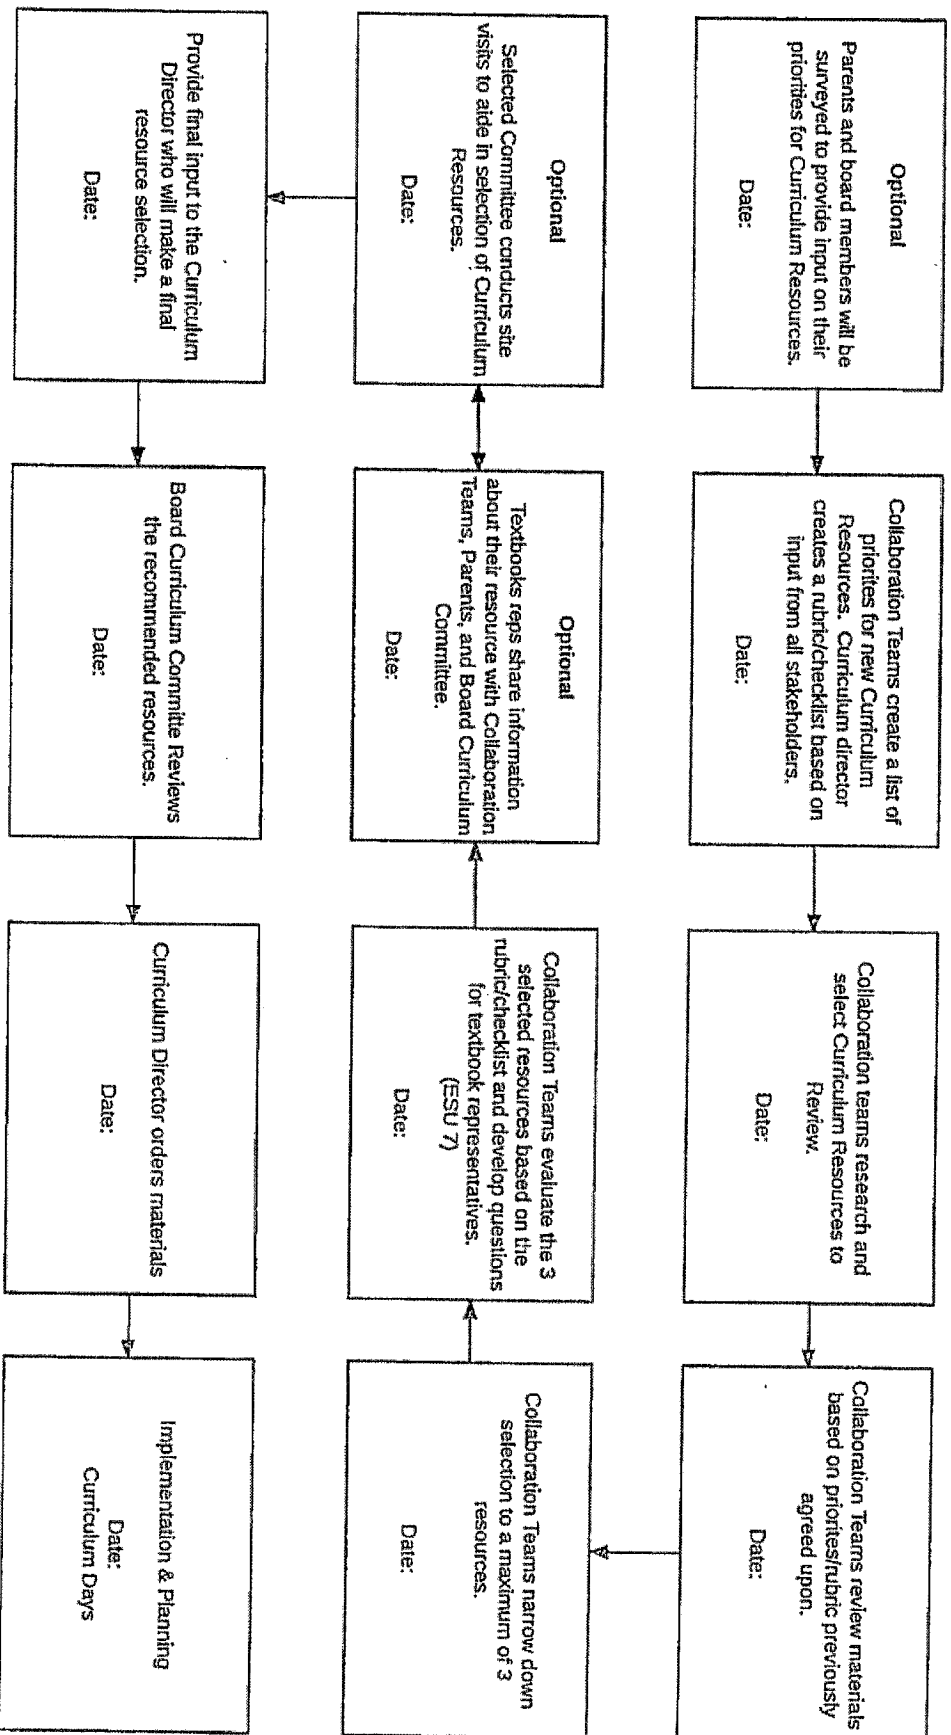 Optional
Parents and board members will be
surveyed to provide input on their
priorities for Curriculum Resources.
Date:
Collaboration Teams create a list of
priorites for new Curriculum
Resources. Curriculum director
creates a rubric/checklist based on
input from all stakeholders.
Date:
Collaboration teams research and
select Curriculum Resources to
Review.
Date:
Collaboration Teams review materials
based on priorites/rubric previously
agreed upon.
Date:
Collaboration Teams narrow down
selection to a maximum of 3
resources.
Date:
Collaboration Teams evaluate the 3
selected resources based on the
rubric/checklist and develop questions
for textbook representatives.
(ESU 7)
Date:
Optional
Textbooks reps share information
about their resource with Collaboration
Teams, Parents, and Board Curriculum
Committee.
Date:
Optional
Selected Committee conducts site
visits to aide in selection of Curriculum
Resources.
Date:
Provide final input to the Curriculum
Director who will make a final
resource selection.
Date:
Board Curriculum Committe Reviews
the recommended resources.
Date:
Curriculum Director orders materials
Date:
Implementation & Planning
Date:
Curriculum Days